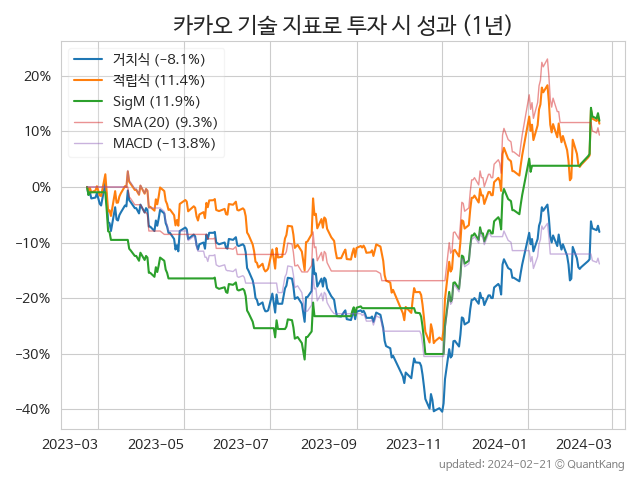 카카오 기술 지표로 투자 시 성과 (1년)
거치식 (−8.1%)
적립식 (11.4%)
SigM (11.9%)
SMA(20) (9.3%)
MACD (−13.8%)
20%
10%
0%
−10%
−20%
−30%
−40%
2023-03 2023-05 2023-07 2023-09 2023-11 2024-01 2024-03
updated: 2024-02-21 © QuantKang